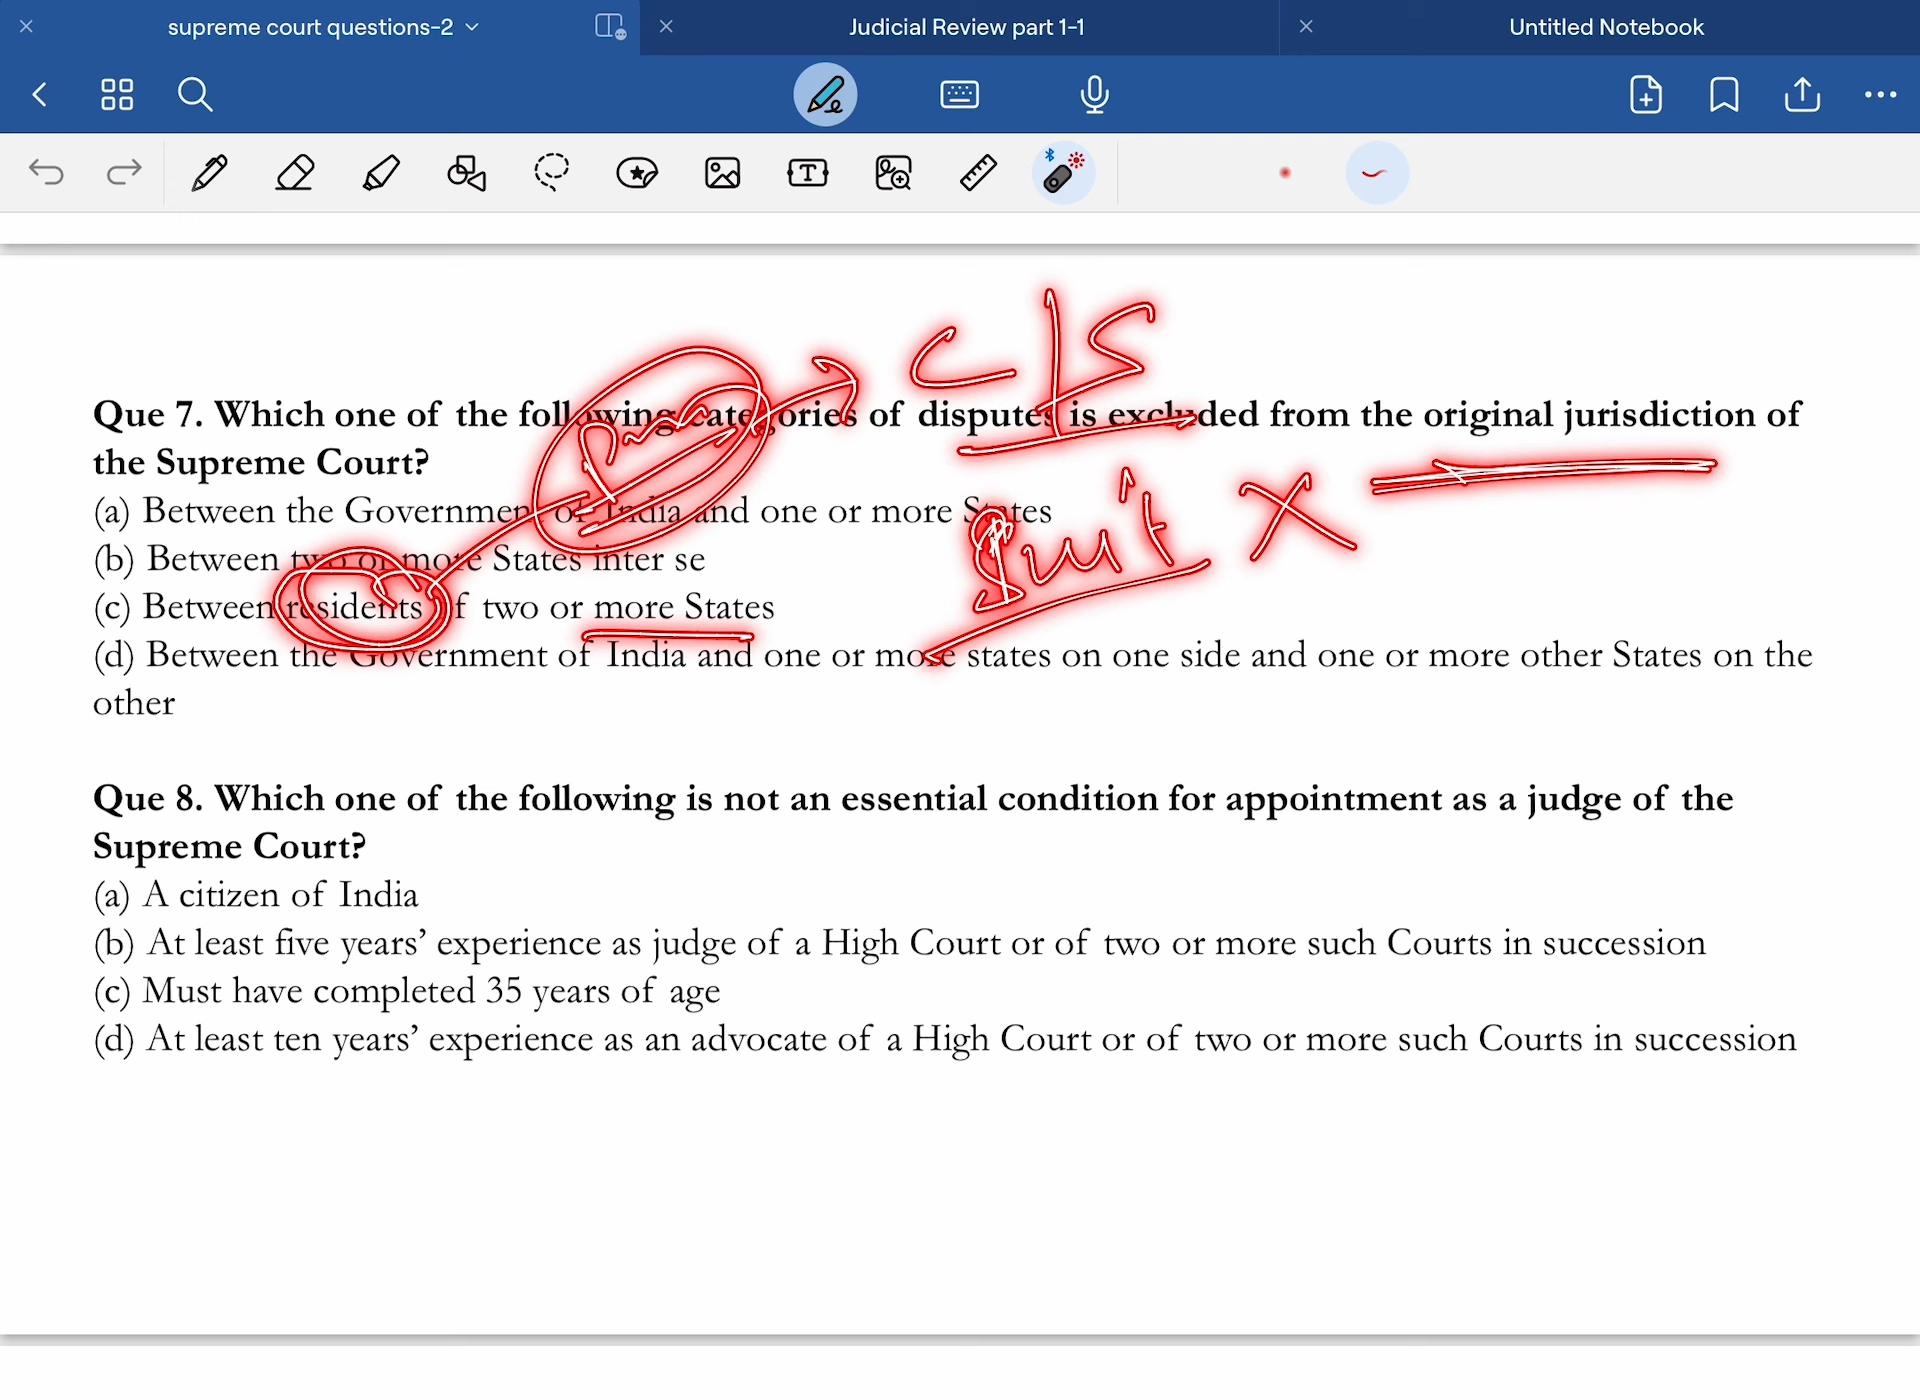 supreme court questions-2
Judicial Review part 1-1
Untitled Notebook
C/S
Que 7. Which one of the following categories of disputes is excluded from the original jurisdiction of
the Supreme Court?
(a) Between the Government of India and one or more States
Suit X
(b) Between two or more States inter se
(c) Between residents of two or more States
(d) Between the Government of India and one or more states on one side and one or more other States on the
other
Que 8. Which one of the following is not an essential condition for appointment as a judge of the
Supreme Court?
(a) A citizen of India
(b) At least five years’ experience as judge of a High Court or of two or more such Courts in succession
(c) Must have completed 35 years of age
(d) At least ten years’ experience as an advocate of a High Court or of two or more such Courts in succession